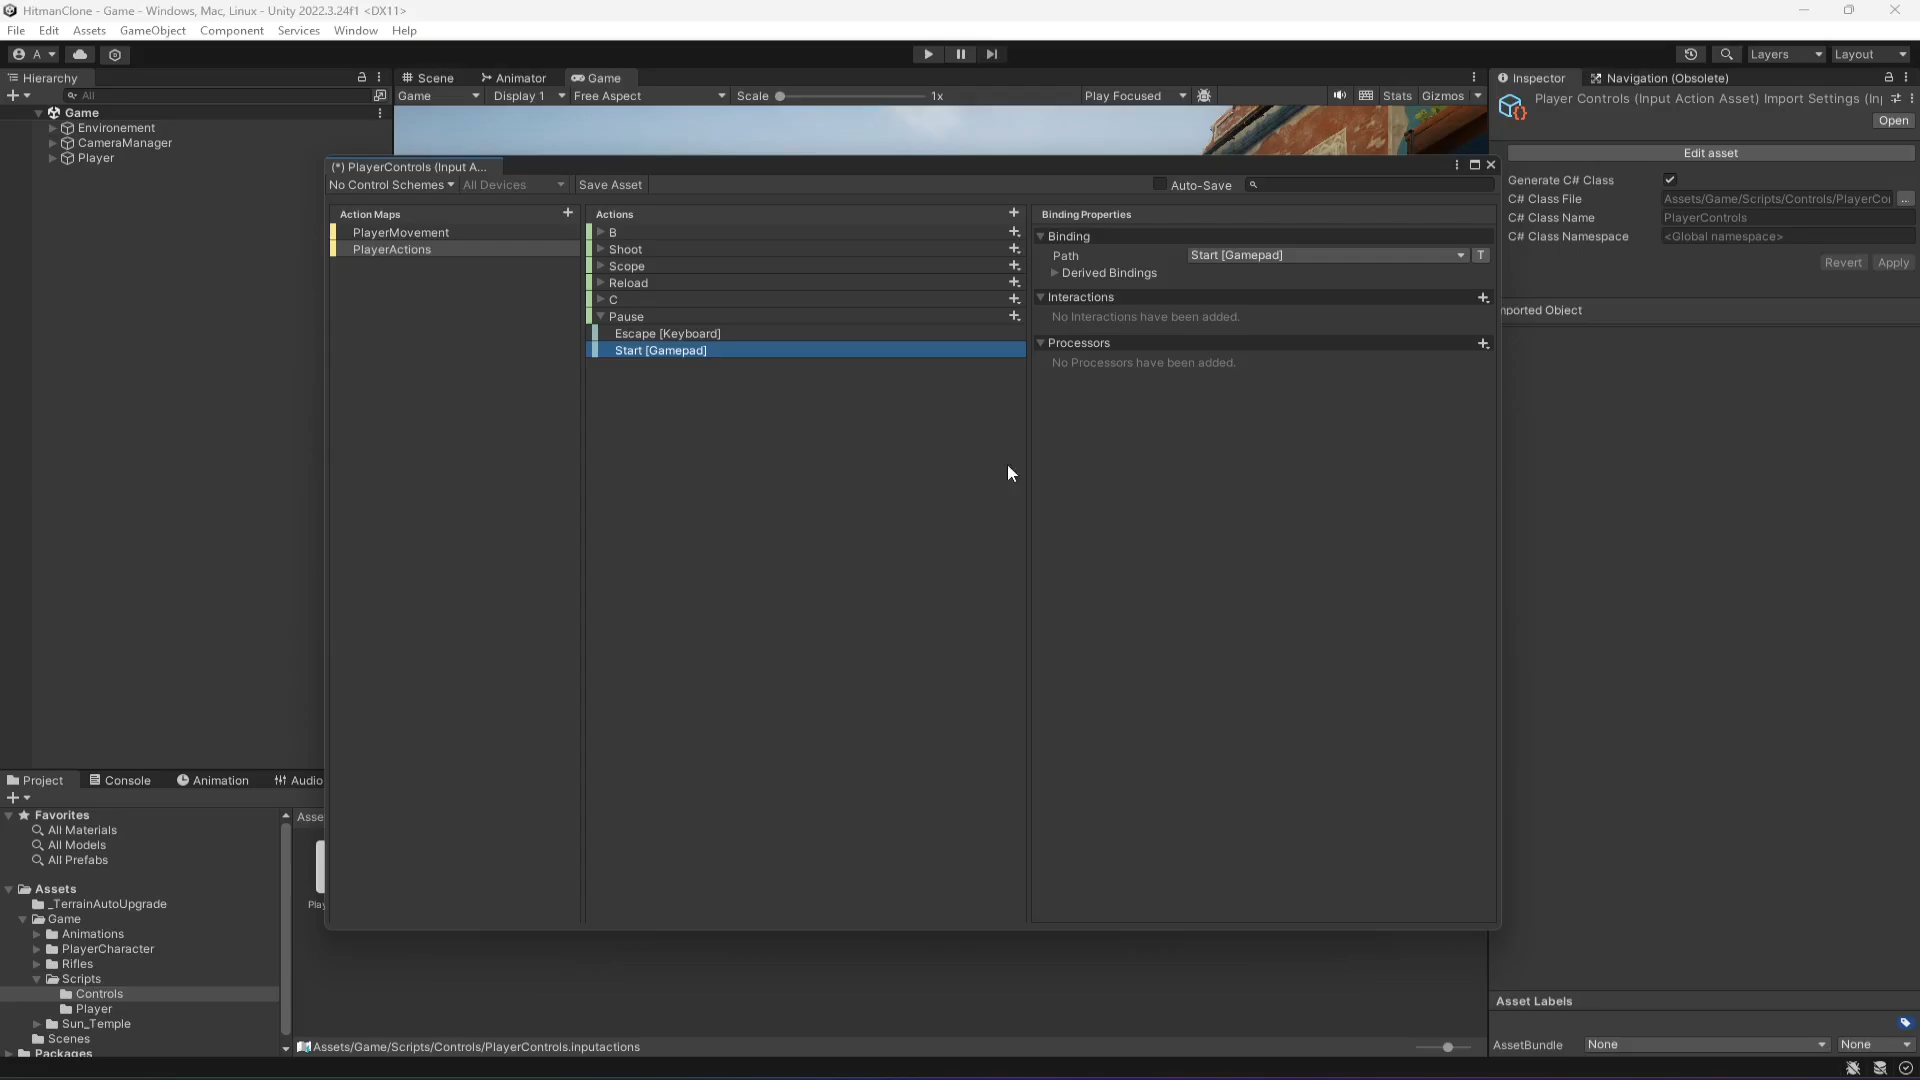 HitmanClone - Game - Windows, Mac, Linux - Unity 2022.3.24f1 <DX11>
File Edit Assets GameObject Component Services Window Help
A Layers Layout
Hierarchy Scene Animator Game Inspector Navigation (Obsolete)
All Game Display 1 Free Aspect Scale 1x Play Focused Stats Gizmos
Player Controls (Input Action Asset) Import Settings (In
Open
Game
Environement
CameraManager
Player
Edit asset
Generate C# Class
C# Class File Assets/Game/Scripts/Controls/PlayerCo ...
C# Class Name PlayerControls
C# Class Namespace <Global namespace>
Revert Apply
mported Object
(*) PlayerControls (Input A...
No Control Schemes All Devices Save Asset Auto-Save
Action Maps
PlayerMovement
PlayerActions
Actions
B
Shoot
Scope
Reload
C
Pause
Escape [Keyboard]
Start [Gamepad]
Binding Properties
Binding
Path Start [Gamepad] T
Derived Bindings
Interactions
No Interactions have been added.
Processors
No Processors have been added.
Project Console Animation Audio
Favorites
All Materials
All Models
All Prefabs
Assets
_TerrainAutoUpgrade
Game
Animations
PlayerCharacter
Rifles
Scripts
Controls
Player
Sun_Temple
Scenes
Packages
Asse
Play
Assets/Game/Scripts/Controls/PlayerControls.inputactions
Asset Labels
AssetBundle None None